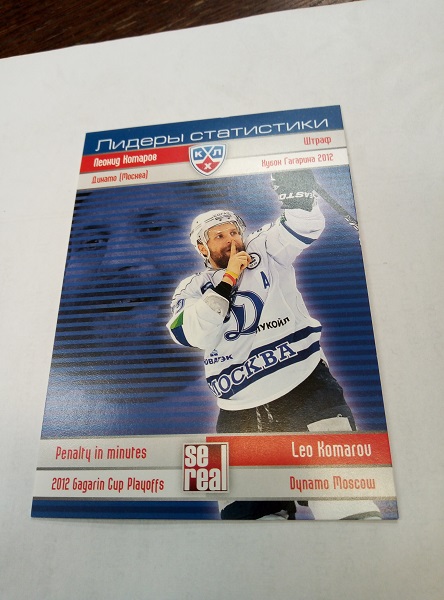 Лидеры статистики
Леонид Комаров
КХЛ
Штраф
Динамо (Москва)
Кубок Гагарина 2012
A
Д
ЛУКОЙЛ
МОСКВА
Penalty in minutes
se real
Leo Komarov
2012 Gagarin Cup Playoffs
Dynamo Moscow